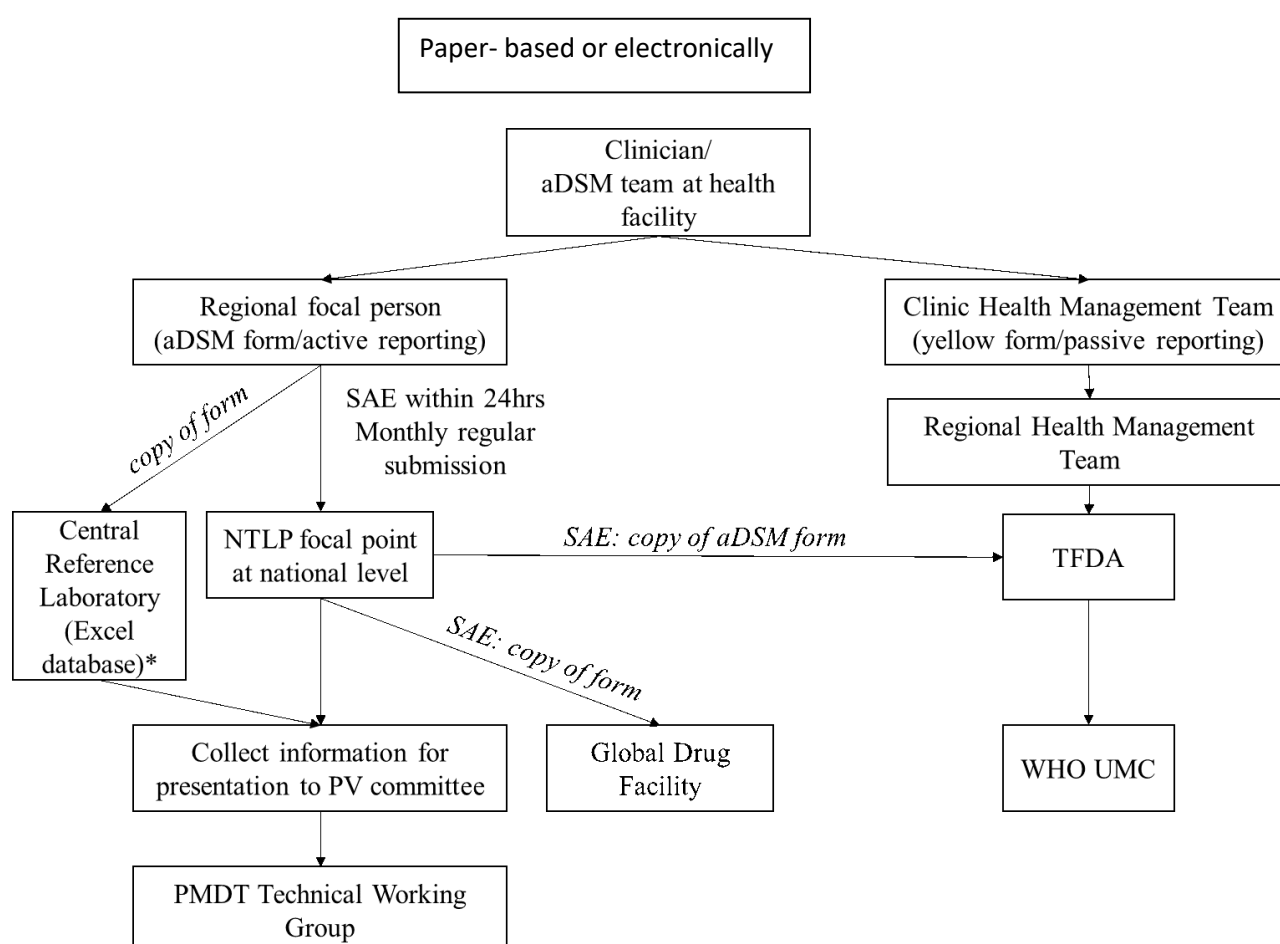 Paper- based or electronically
Clinician/
aDSM team at health
facility
Regional focal person
(aDSM form/active reporting)
Clinic Health Management Team
(yellow form/passive reporting)
copy of form
SAE within 24hrs
Monthly regular
submission
Regional Health Management
Team
Central
Reference
Laboratory
(Excel
database)*
NTLP focal point
at national level
SAE: copy of aDSM form
TFDA
SAE: copy of form
Collect information for
presentation to PV committee
Global Drug
Facility
WHO UMC
PMDT Technical Working
Group